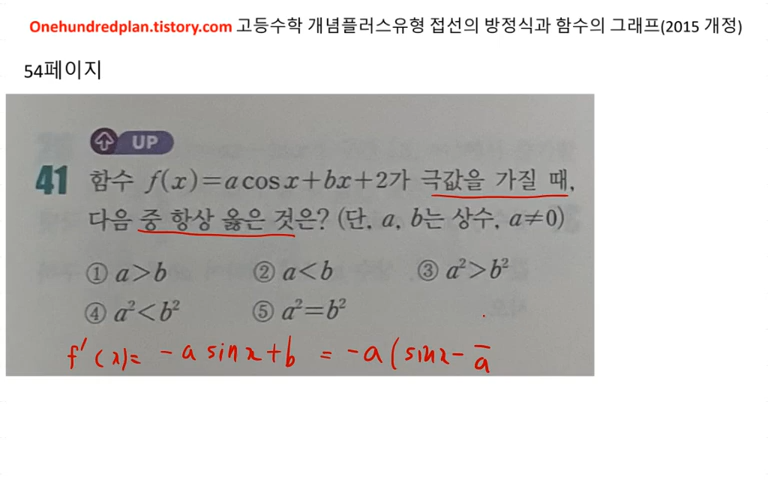 Onehundredplan.tistory.com 고등수학 개념플러스유형 접선의 방정식과 함수의 그래프(2015 개정)
54페이지
UP
41 함수 f(x)=a cos x+bx+2가 극값을 가질 때,
다음 중 항상 옳은 것은? (단, a, b는 상수, a≠0)
① a>b ② a<b ③ a²>b²
④ a²<b² ⑤ a²=b²
f'(x)= -a sin x+b = -a(sin x- a